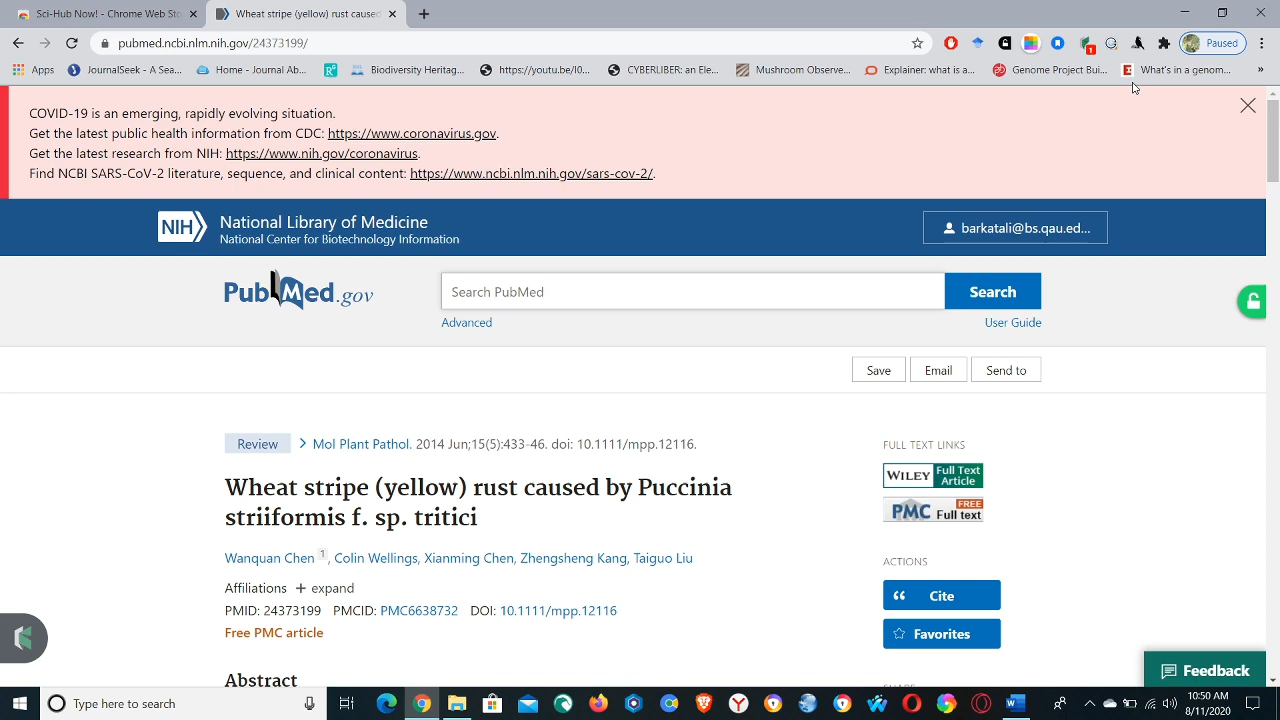 Sci-Hub Now! - Chrome Web Sto
Wheat stripe (yellow) rust caused
pubmed.ncbi.nlm.nih.gov/24373199/
1
Paused
Apps
JournalSeek - A Sea...
Home - Journal Ab...
Biodiversity Heritag...
https://youtu.be/I0...
CYBERLIBER: an Ele...
Mushroom Observe...
Explainer: what is a...
Genome Project Bui...
What's in a genom...
»
COVID-19 is an emerging, rapidly evolving situation.
Get the latest public health information from CDC: https://www.coronavirus.gov.
Get the latest research from NIH: https://www.nih.gov/coronavirus.
Find NCBI SARS-CoV-2 literature, sequence, and clinical content: https://www.ncbi.nlm.nih.gov/sars-cov-2/.
NIH
National Library of Medicine
National Center for Biotechnology Information
barkatali@bs.qau.ed...
PubMed.gov
Search PubMed
Search
Advanced
User Guide
Save
Email
Send to
Review
Mol Plant Pathol. 2014 Jun;15(5):433-46. doi: 10.1111/mpp.12116.
Wheat stripe (yellow) rust caused by Puccinia
striiformis f. sp. tritici
Wanquan Chen 1, Colin Wellings, Xianming Chen, Zhengsheng Kang, Taiguo Liu
Affiliations + expand
PMID: 24373199 PMCID: PMC6638732 DOI: 10.1111/mpp.12116
Free PMC article
Abstract
FULL TEXT LINKS
WILEY Full Text
Article
PMC FREE
Full text
ACTIONS
Cite
Favorites
SHARE
Feedback
Type here to search
10:50 AM
8/11/2020